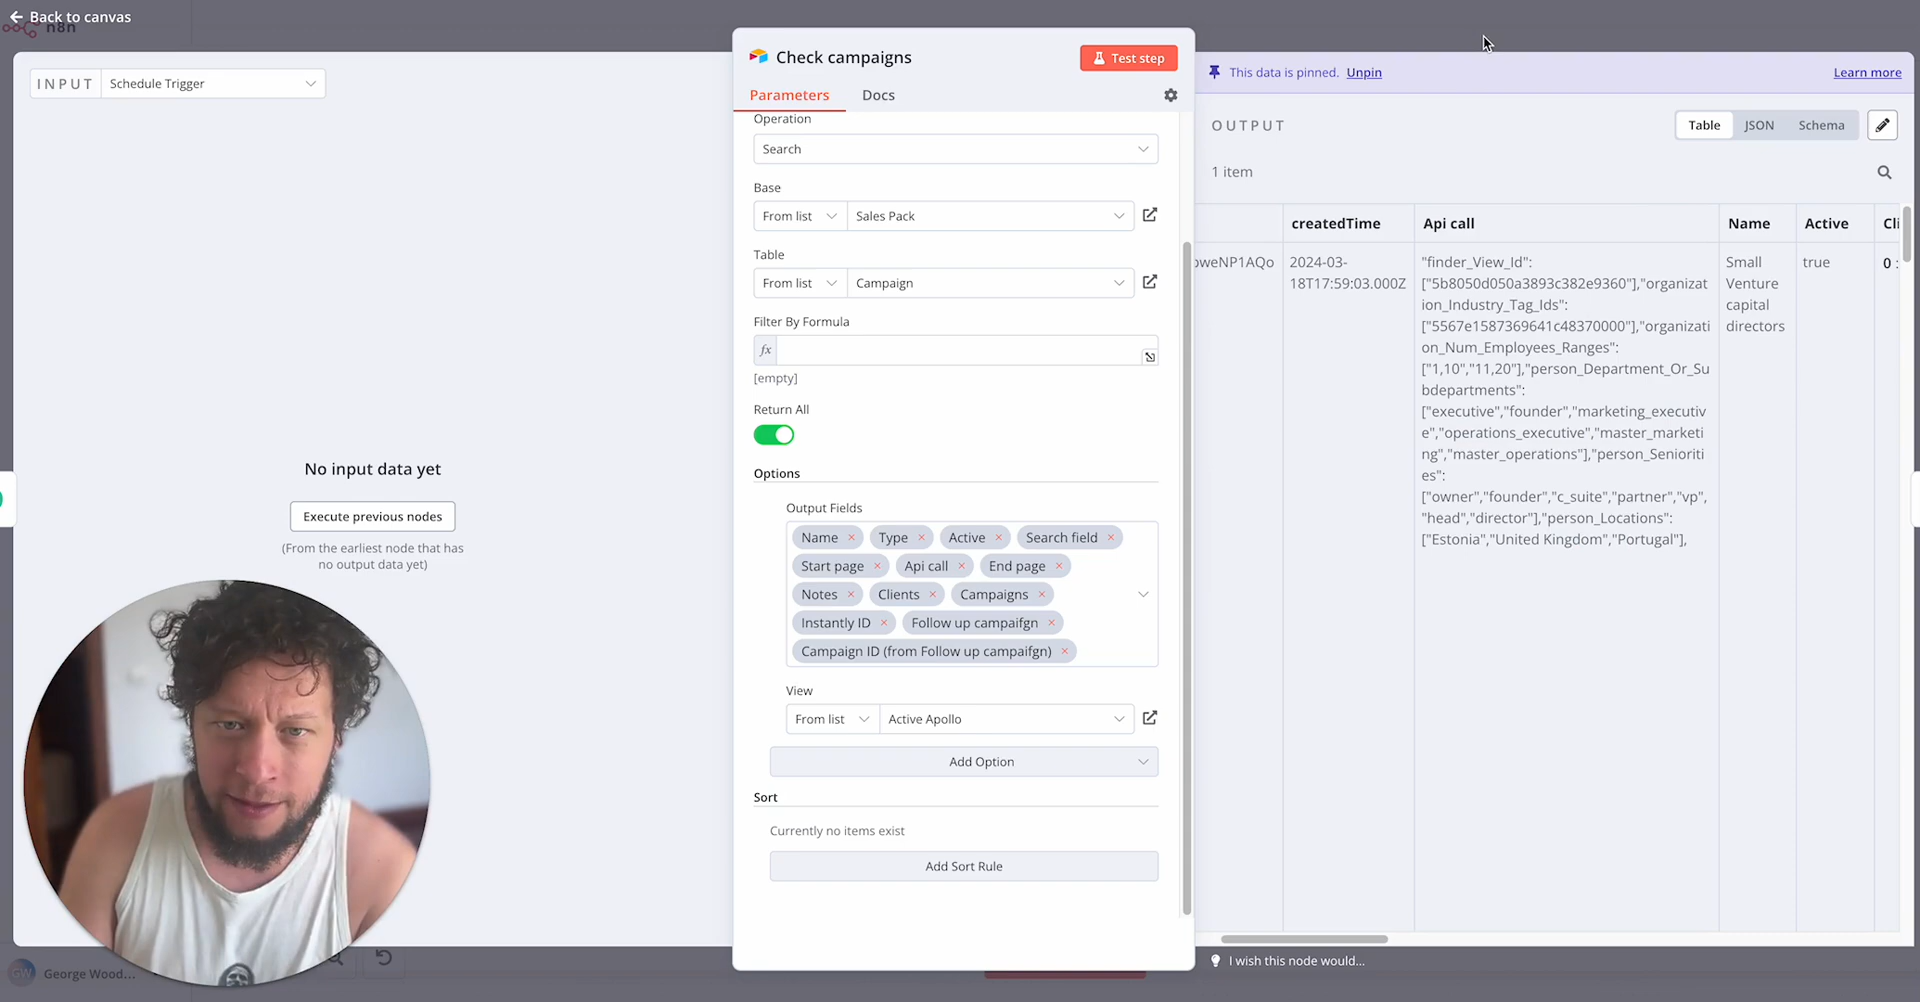 Back to canvas
n8n
INPUT Schedule Trigger
No input data yet
Execute previous nodes
(From the earliest node that has
no output data yet)
George Wood...
Check campaigns
Test step
Parameters
Docs
Operation
Search
Base
From list
Sales Pack
Table
From list
Campaign
Filter By Formula
fx
[empty]
Return All
Options
Output Fields
Name × Type × Active × Search field ×
Start page × Api call × End page ×
Notes × Clients × Campaigns ×
Instantly ID × Follow up campaifgn ×
Campaign ID (from Follow up campaifgn) ×
View
From list
Active Apollo
Add Option
Sort
Currently no items exist
Add Sort Rule
This data is pinned. Unpin
Learn more
OUTPUT
Table JSON Schema
1 item
createdTime
Api call
Name
Active
Cli
weNP1AQo
2024-03-
18T17:59:03.000Z
"finder_View_Id":
["5b8050d050a3893c382e9360"],"organizat
ion_Industry_Tag_Ids":
["5567e1587369641c48370000"],"organizati
on_Num_Employees_Ranges":
["1,10","11,20"],"person_Department_Or_Su
bdepartments":
["executive","founder","marketing_executiv
e","operations_executive","master_marketi
ng","master_operations"],"person_Seniorit
es":
["owner","founder","c_suite","partner","vp",
"head","director"],"person_Locations":
["Estonia","United Kingdom","Portugal"],
Small
Venture
capital
directors
true
0 :
I wish this node would...